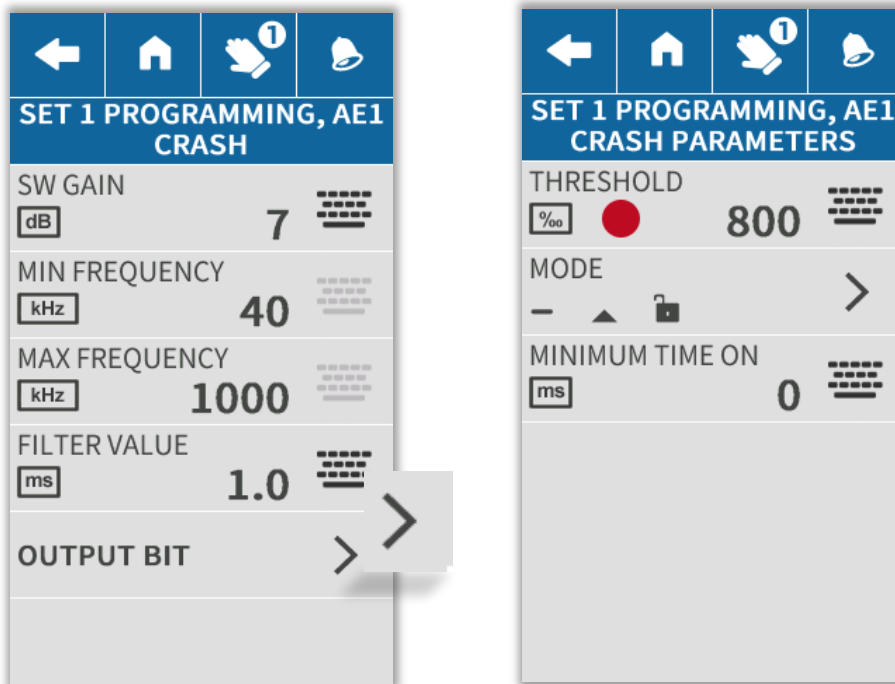 1
SET 1 PROGRAMMING, AE1
CRASH
SW GAIN
dB
7
MIN FREQUENCY
kHz
40
MAX FREQUENCY
kHz
1000
FILTER VALUE
ms
1.0
OUTPUT BIT
1
SET 1 PROGRAMMING, AE1
CRASH PARAMETERS
THRESHOLD
‰
800
MODE
MINIMUM TIME ON
ms
0